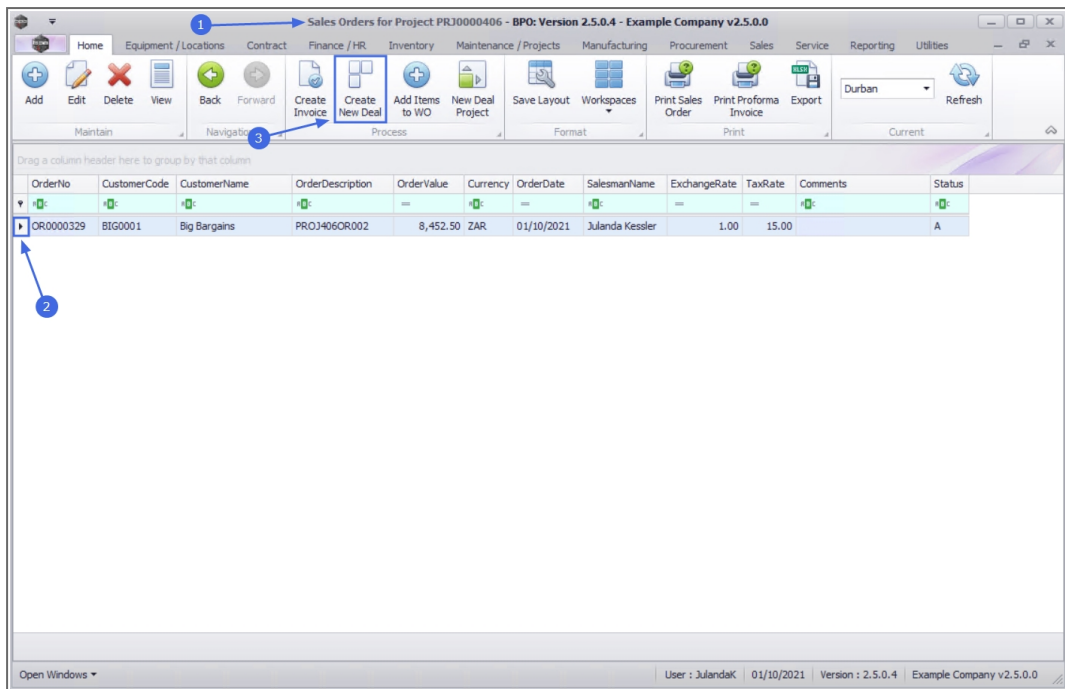 1
Sales Orders for Project PRJ0000406 - BPO: Version 2.5.0.4 - Example Company v2.5.0.0
Home Equipment / Locations Contract Finance / HR Inventory Maintenance / Projects Manufacturing Procurement Sales Service Reporting Utilities
Add Edit Delete View Back Forward Create Invoice Create New Deal Add Items to WO New Deal Project Save Layout Workspaces Print Sales Order Print Proforma Invoice Export Durban Refresh
Maintain Navigation Process Format Print Current
3
Drag a column header here to group by that column
OrderNo CustomerCode CustomerName OrderDescription OrderValue Currency OrderDate SalesmanName ExchangeRate TaxRate Comments Status
OR0000329 BIG0001 Big Bargains PROJ406OR002 8,452.50 ZAR 01/10/2021 Julanda Kessler 1.00 15.00 A
2
Open Windows User : JulandaK 01/10/2021 Version : 2.5.0.4 Example Company v2.5.0.0